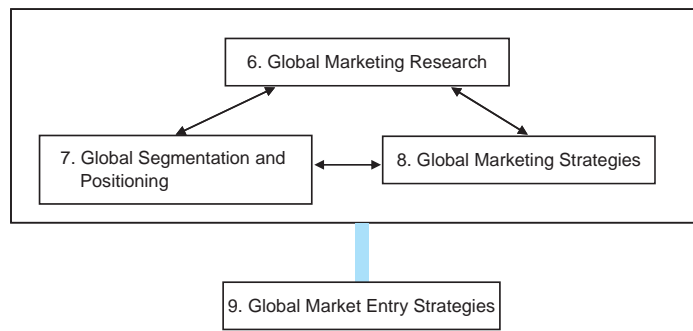 6. Global Marketing Research
7. Global Segmentation and
Positioning
8. Global Marketing Strategies
9. Global Market Entry Strategies